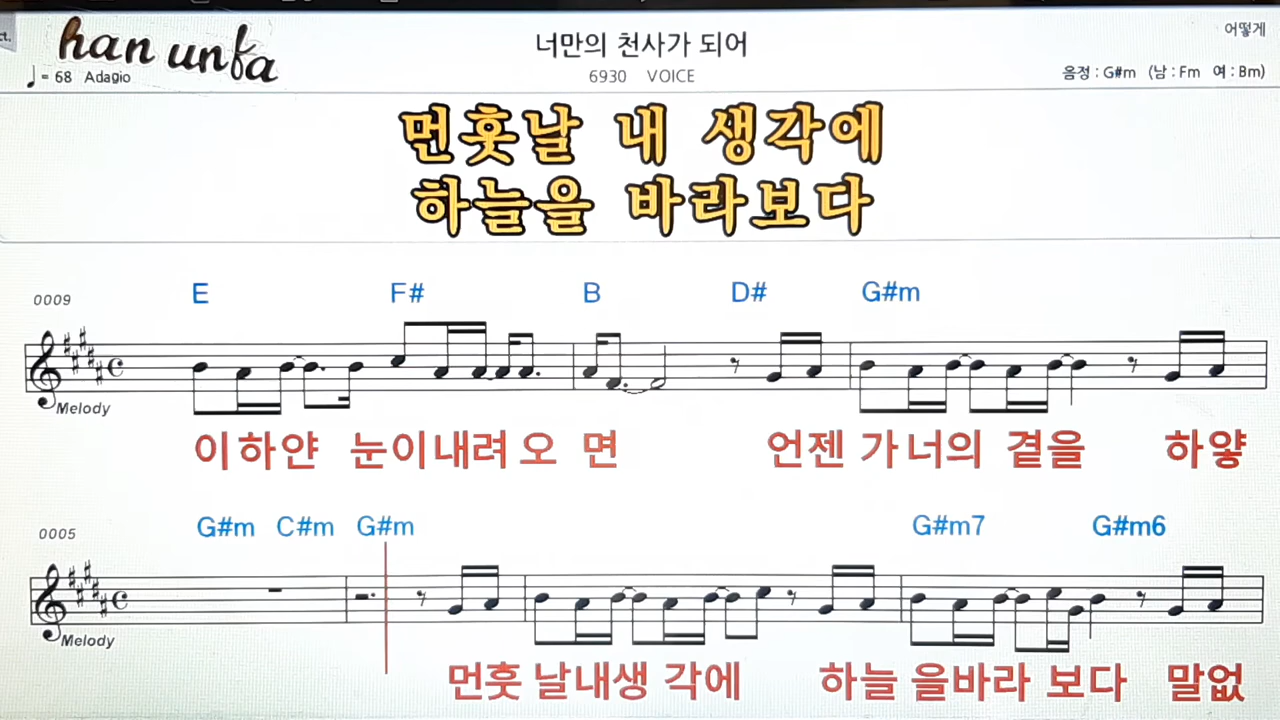 ct.
han unfa
너만의 천사가 되어
어떻게
♩= 68 Adagio
6930 VOICE
음정 : G#m (남 : Fm 여 : Bm)
먼훗날 내 생각에
하늘을 바라보다
0009 E F# B D# G#m
Melody
이하얀 눈이내려 오 면 언젠 가너의 곁을 하얗
0005 G#m C#m G#m G#m7 G#m6
Melody
먼훗 날내생 각에 하늘 을바라 보다 말없